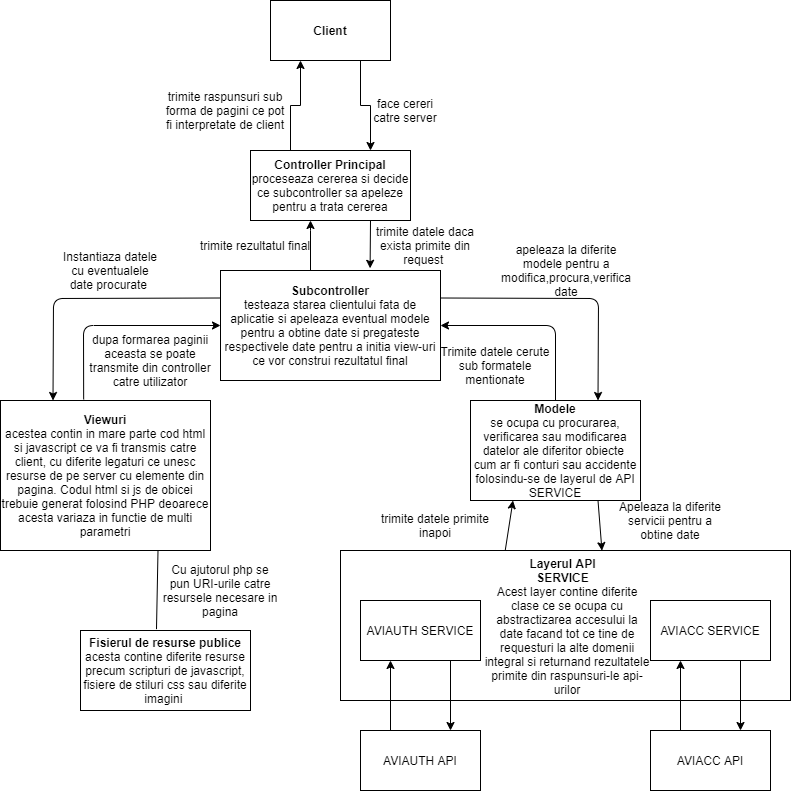 Client
trimite raspunsuri sub
forma de pagini ce pot
fi interpretate de client
face cereri
catre server
Controller Principal
proceseaza cererea si decide
ce subcontroller sa apeleze
pentru a trata cererea
trimite rezultatul final
trimite datele daca
exista primite din
request
Instantiaza datele
cu eventualele
date procurate
apeleaza la diferite
modele pentru a
modifica,procura,verifica
date
Subcontroller
testeaza starea clientului fata de
aplicatie si apeleaza eventual modele
pentru a obtine date si pregateste
respectivele date pentru a initia view-uri
ce vor construi rezultatul final
dupa formarea paginii
aceasta se poate
transmite din controller
catre utilizator
Trimite datele cerute
sub formatele
mentionate
Viewuri
acestea contin in mare parte cod html
si javascript ce va fi transmis catre
client, cu diferite legaturi ce unesc
resurse de pe server cu elemente din
pagina. Codul html si js de obicei
trebuie generat folosind PHP deoarece
acesta variaza in functie de multi
parametri
Modele
se ocupa cu procurarea,
verificarea sau modificarea
datelor ale diferitor obiecte
cum ar fi conturi sau accidente
folosindu-se de layerul de API
SERVICE
trimite datele primite
inapoi
Apeleaza la diferite
servicii pentru a
obtine date
Cu ajutorul php se
pun URI-urile catre
resursele necesare in
pagina
Fisierul de resurse publice
acesta contine diferite resurse
precum scripturi de javascript,
fisiere de stiluri css sau diferite
imagini
Layerul API
SERVICE
Acest layer contine diferite
clase ce se ocupa cu
abstractizarea accesului la
date facand tot ce tine de
requesturi la alte domenii
integral si returnand rezultatele
primite din raspunsuri-le api-
urilor
AVIAUTH SERVICE
AVIACC SERVICE
AVIAUTH API
AVIACC API